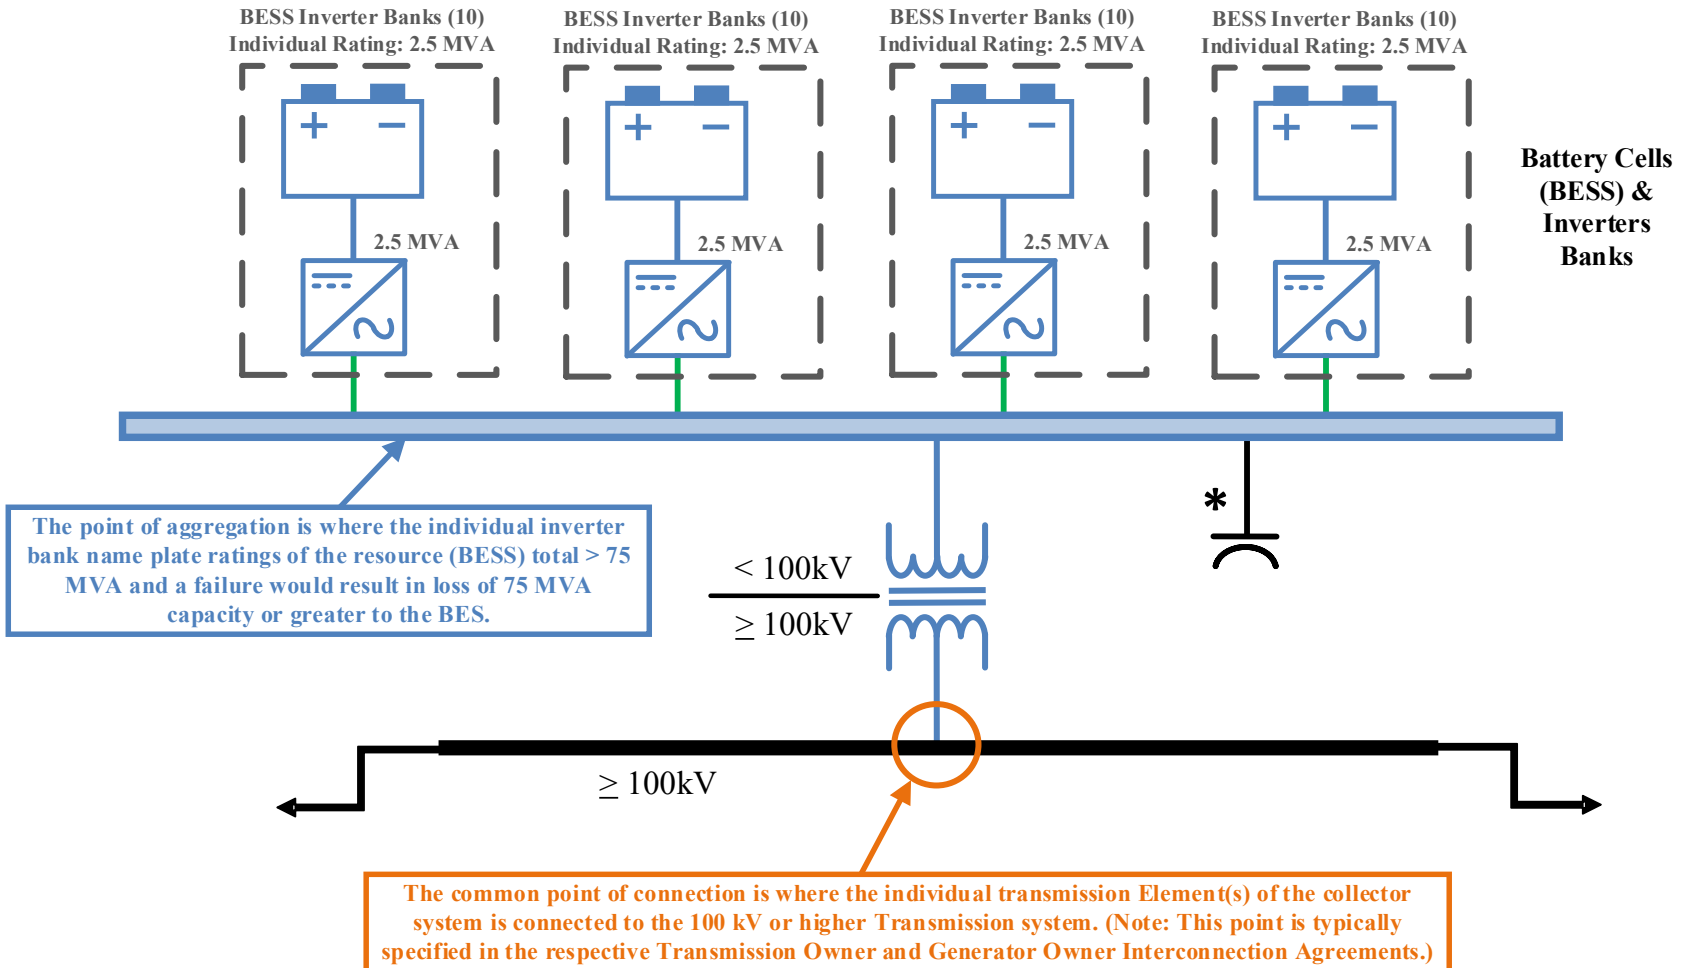 BESS Inverter Banks (10)
Individual Rating: 2.5 MVA
BESS Inverter Banks (10)
Individual Rating: 2.5 MVA
BESS Inverter Banks (10)
Individual Rating: 2.5 MVA
BESS Inverter Banks (10)
Individual Rating: 2.5 MVA
Battery Cells
(BESS) &
Inverters
Banks
2.5 MVA
2.5 MVA
2.5 MVA
2.5 MVA
The point of aggregation is where the individual inverter
bank name plate ratings of the resource (BESS) total > 75
MVA and a failure would result in loss of 75 MVA
capacity or greater to the BES.
*
< 100kV
≥ 100kV
≥ 100kV
The common point of connection is where the individual transmission Element(s) of the collector
system is connected to the 100 kV or higher Transmission system. (Note: This point is typically
specified in the respective Transmission Owner and Generator Owner Interconnection Agreements.)